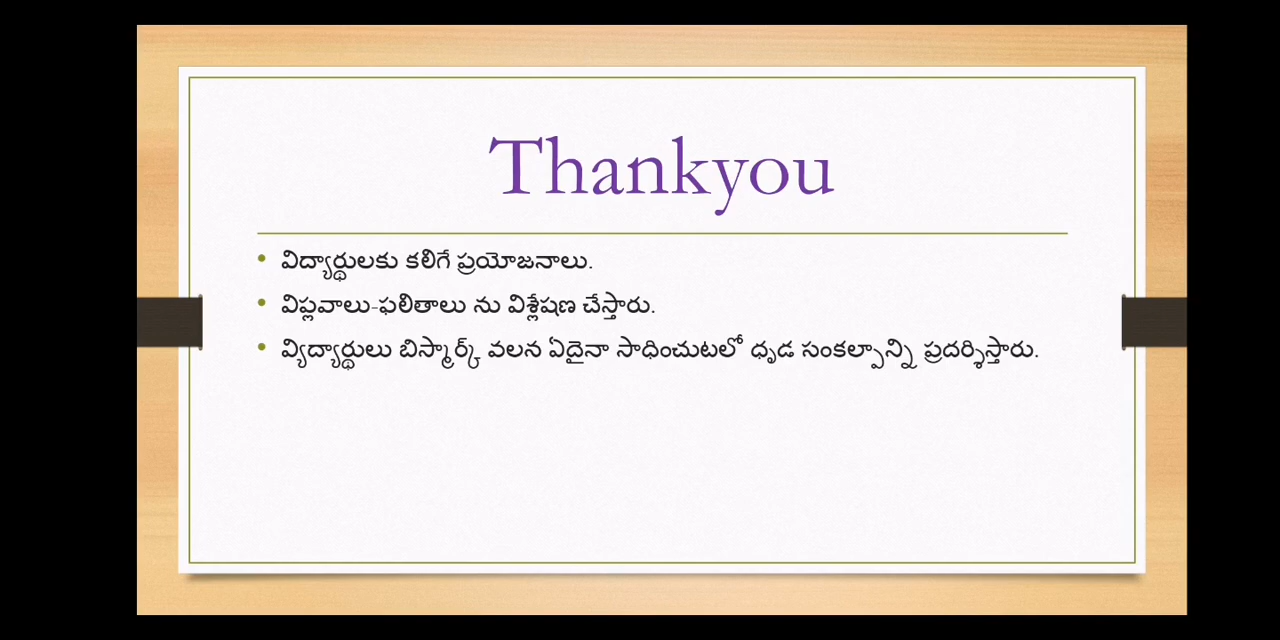 Thankyou
• విద్యార్థులకు కలిగే ప్రయోజనాలు.
• విప్లవాలు-ఫలితాలు ను విశ్లేషణ చేస్తారు.
• వ్యిద్యార్థులు బిస్మార్క్ వలన ఏదైనా సాధించుటలో ధృడ సంకల్పాన్ని ప్రదర్శిస్తారు.